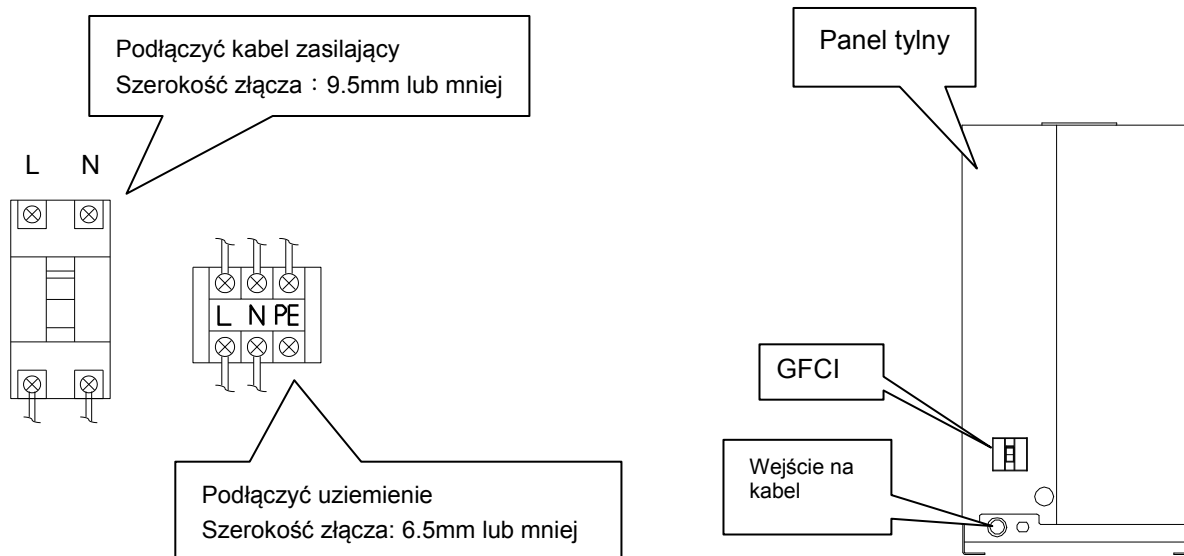 Podłączyć kabel zasilający
Szerokość złącza：9.5mm lub mniej
L N
L N PE
Podłączyć uziemienie
Szerokość złącza: 6.5mm lub mniej
Panel tylny
GFCI
Wejście na
kabel